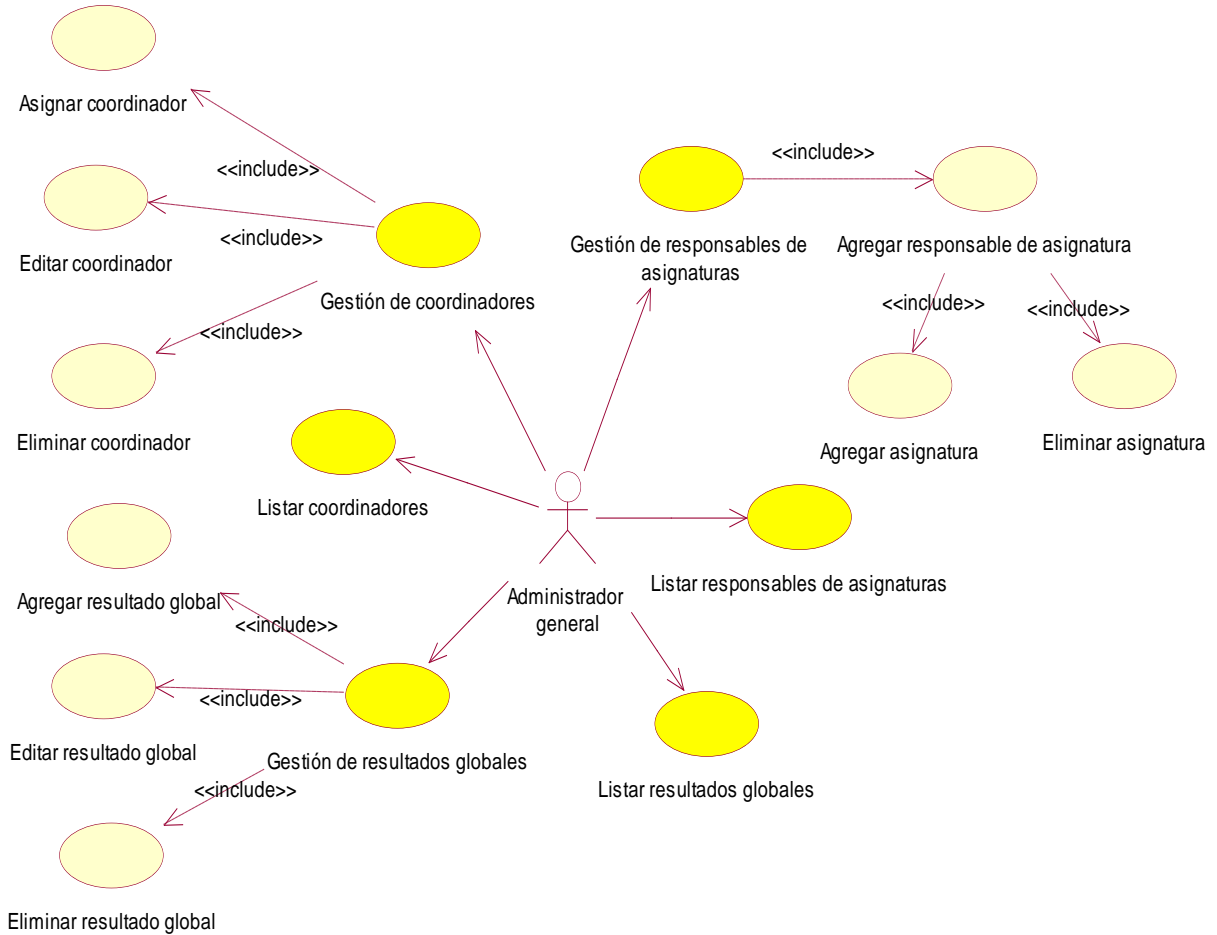 Asignar coordinador
<<include>>
<<include>>
Editar coordinador
<<include>>
Gestión de coordinadores
Eliminar coordinador
<<include>>
Gestión de responsables de
asignaturas
Agregar responsable de asignatura
<<include>>
<<include>>
Agregar asignatura
Eliminar asignatura
Listar coordinadores
Listar responsables de asignaturas
Administrador
general
Agregar resultado global
<<include>>
<<include>>
Editar resultado global
Gestión de resultados globales
<<include>>
Listar resultados globales
Eliminar resultado global